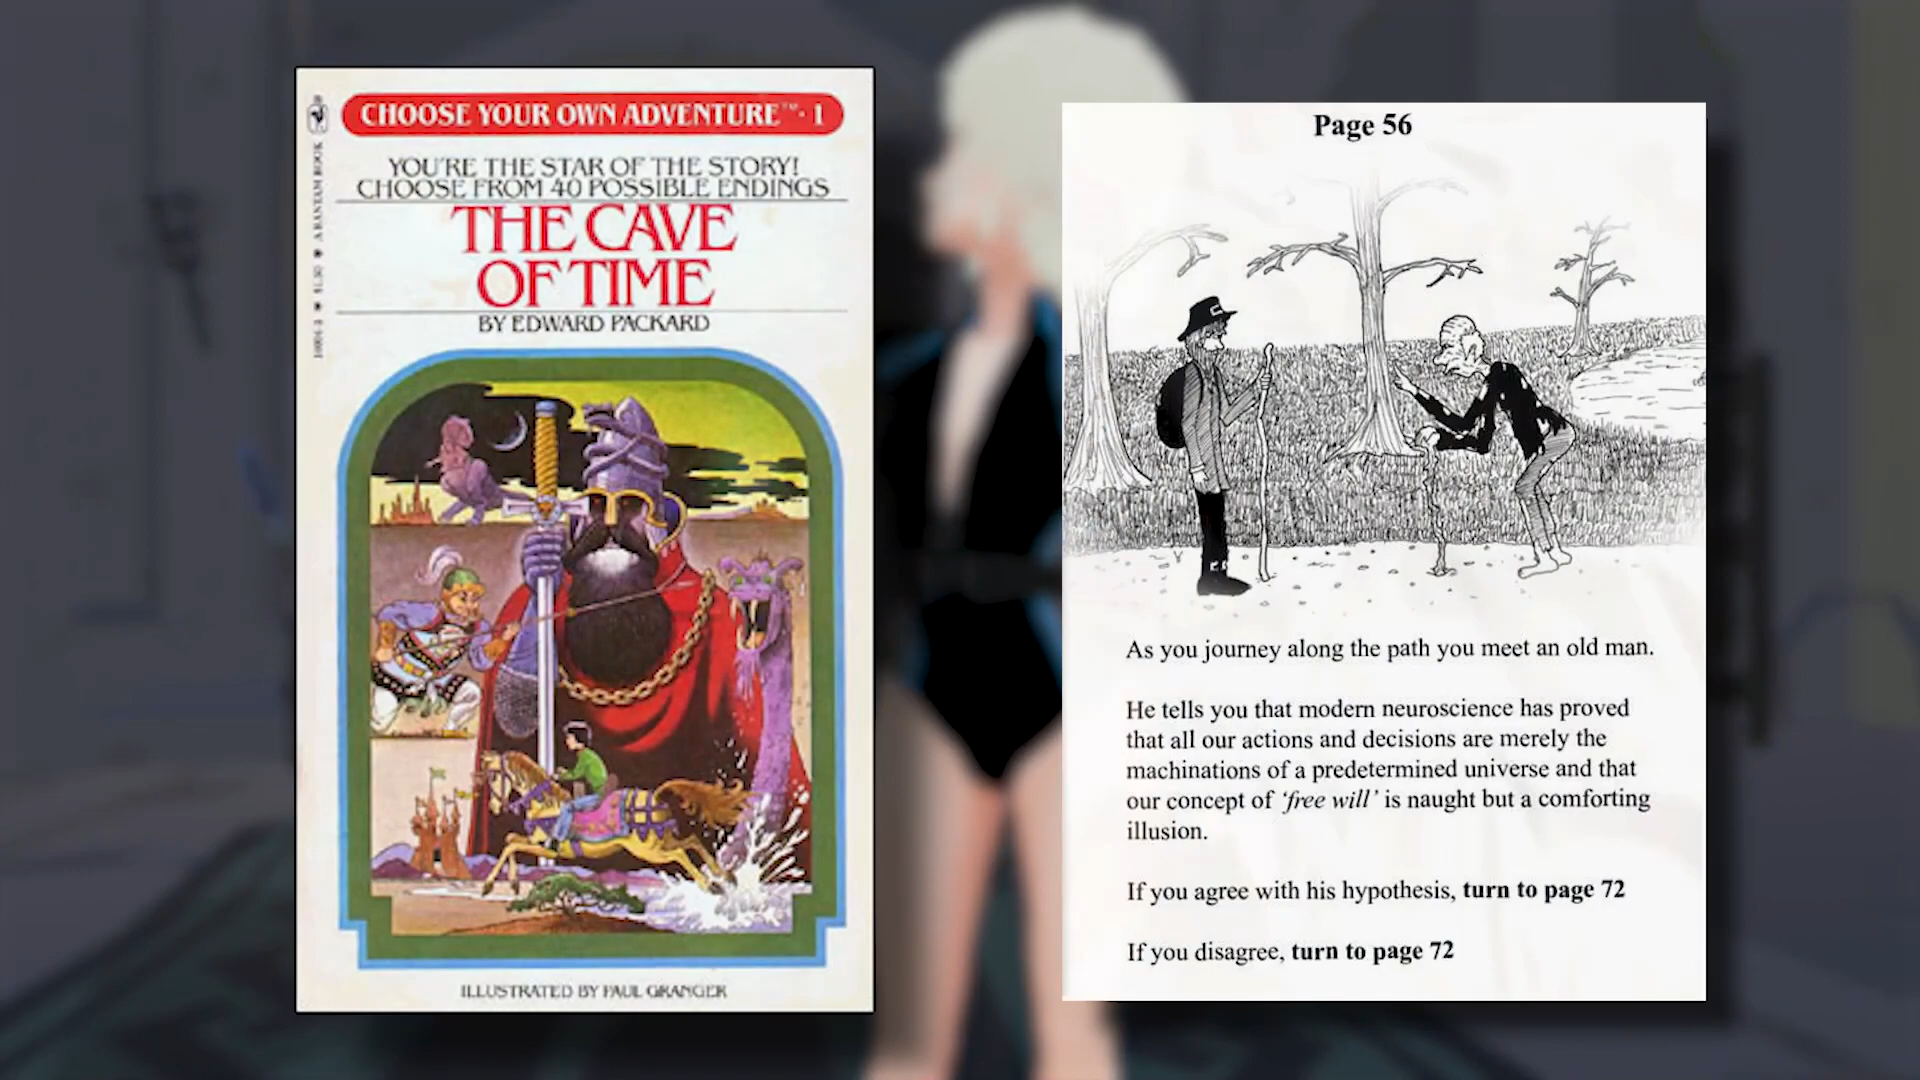 CHOOSE YOUR OWN ADVENTURE™ · 1
YOU'RE THE STAR OF THE STORY!
CHOOSE FROM 40 POSSIBLE ENDINGS
THE CAVE
OF TIME
BY EDWARD PACKARD
A BANTAM BOOK
$1.50
ILLUSTRATED BY PAUL GRANGER
Page 56
As you journey along the path you meet an old man.
He tells you that modern neuroscience has proved
that all our actions and decisions are merely the
machinations of a predetermined universe and that
our concept of ‘free will’ is naught but a comforting
illusion.
If you agree with his hypothesis, turn to page 72
If you disagree, turn to page 72